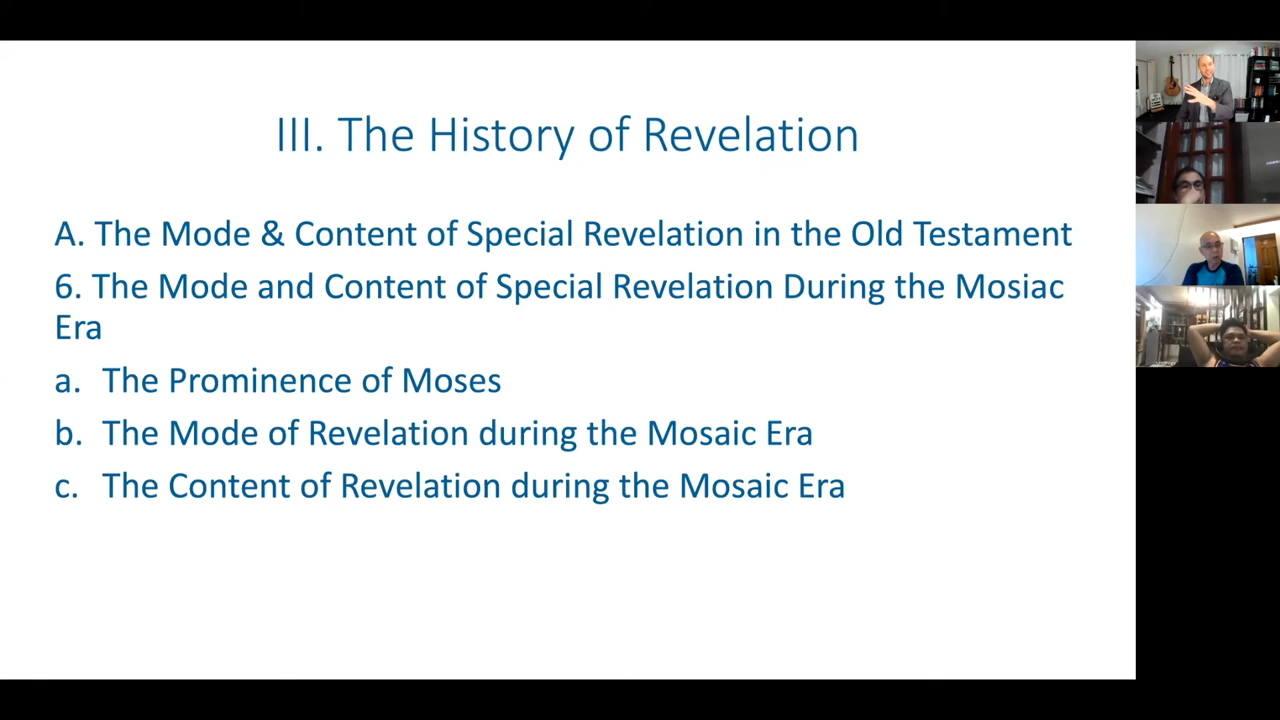 III. The History of Revelation
A. The Mode & Content of Special Revelation in the Old Testament
6. The Mode and Content of Special Revelation During the Mosiac
Era
a. The Prominence of Moses
b. The Mode of Revelation during the Mosaic Era
c. The Content of Revelation during the Mosaic Era